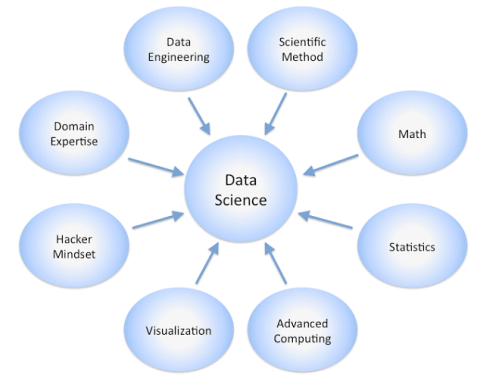 Data
Engineering
Scientific
Method
Domain
Expertise
Math
Data
Science
Hacker
Mindset
Statistics
Visualization
Advanced
Computing